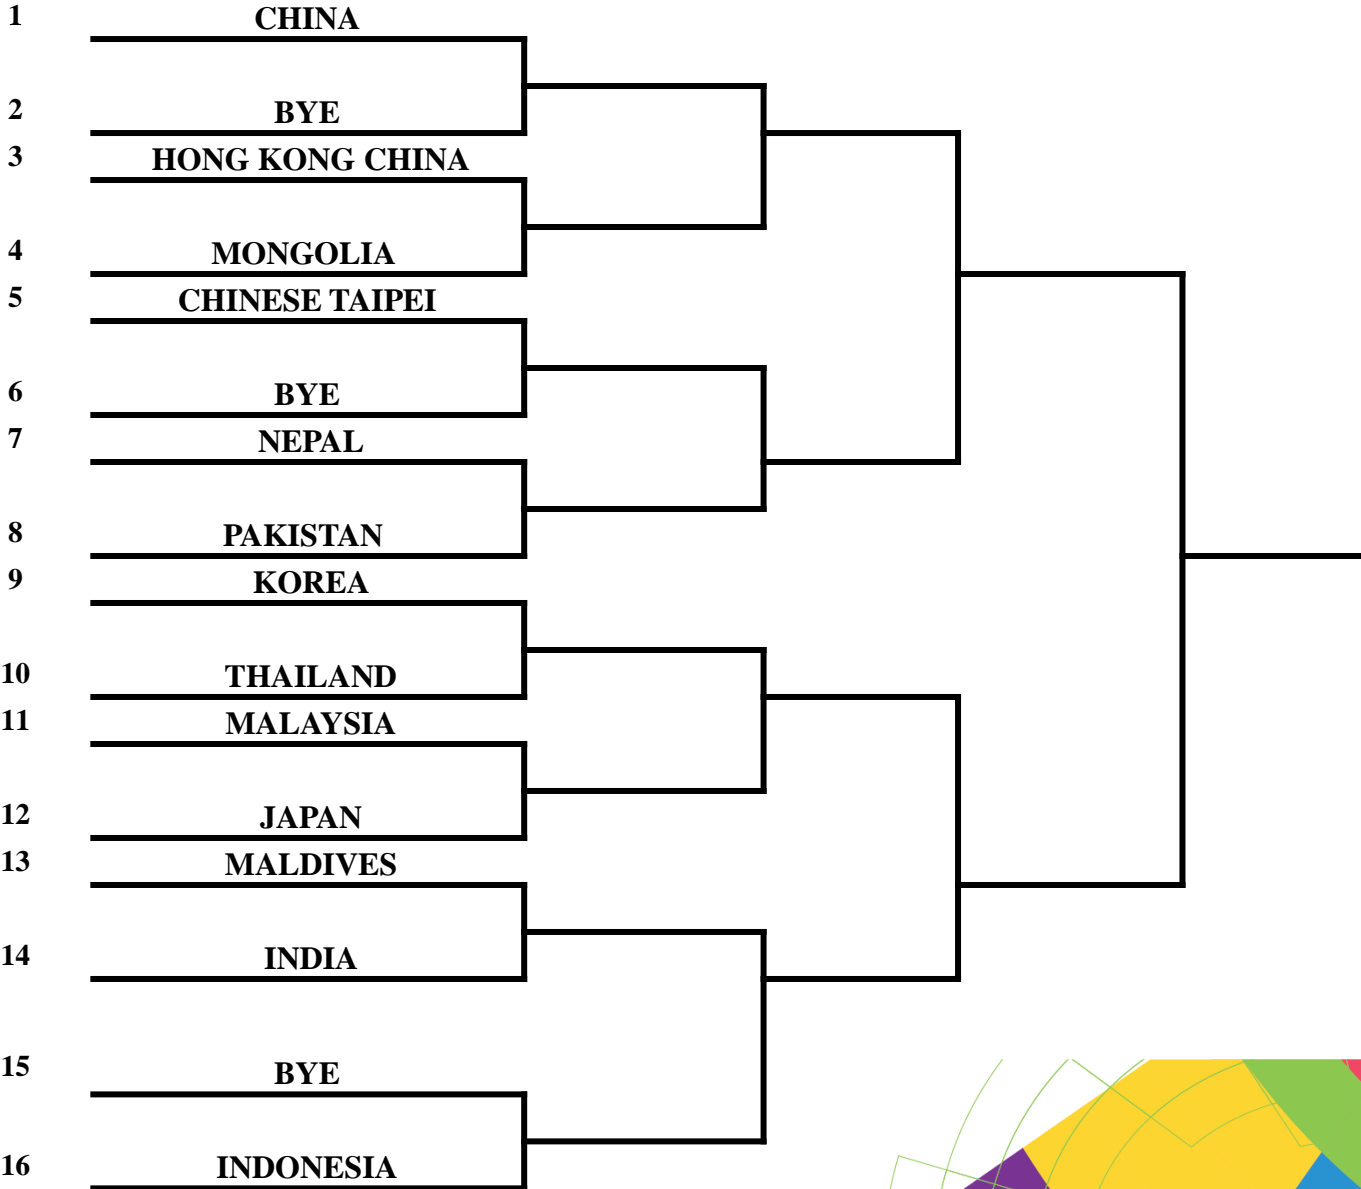 1 CHINA
2 BYE
3 HONG KONG CHINA
4 MONGOLIA
5 CHINESE TAIPEI
6 BYE
7 NEPAL
8 PAKISTAN
9 KOREA
10 THAILAND
11 MALAYSIA
12 JAPAN
13 MALDIVES
14 INDIA
15 BYE
16 INDONESIA